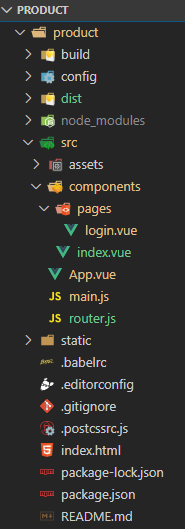 PRODUCT
product
build
config
dist
node_modules
src
assets
components
pages
login.vue
index.vue
App.vue
JS main.js
JS router.js
static
.babelrc
.editorconfig
.gitignore
.postcssrc.js
index.html
package-lock.json
package.json
README.md